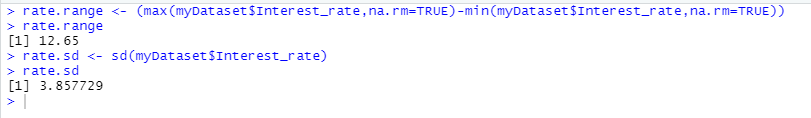 > rate.range <- (max(myDataset$Interest_rate,na.rm=TRUE)-min(myDataset$Interest_rate,na.rm=TRUE))
> rate.range
[1] 12.65
> rate.sd <- sd(myDataset$Interest_rate)
> rate.sd
[1] 3.857729
>